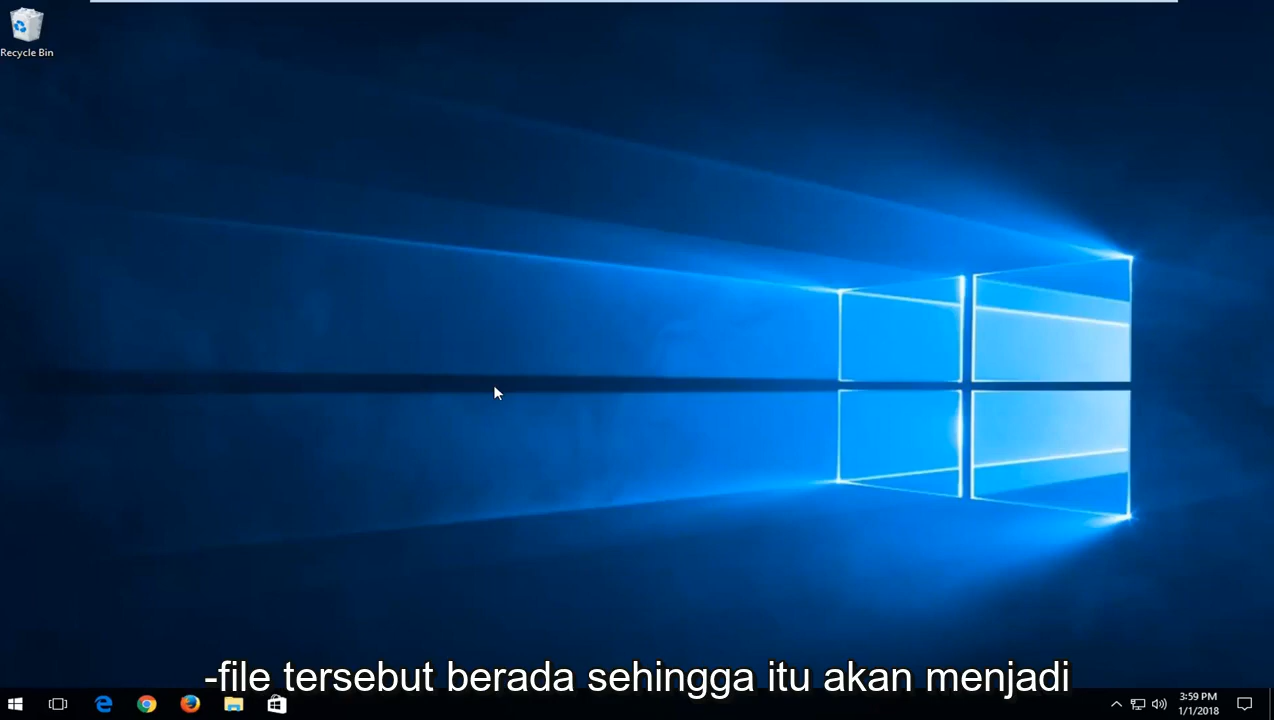 Recycle Bin
-file tersebut berada sehingga itu akan menjadi
3:59 PM
1/1/2018